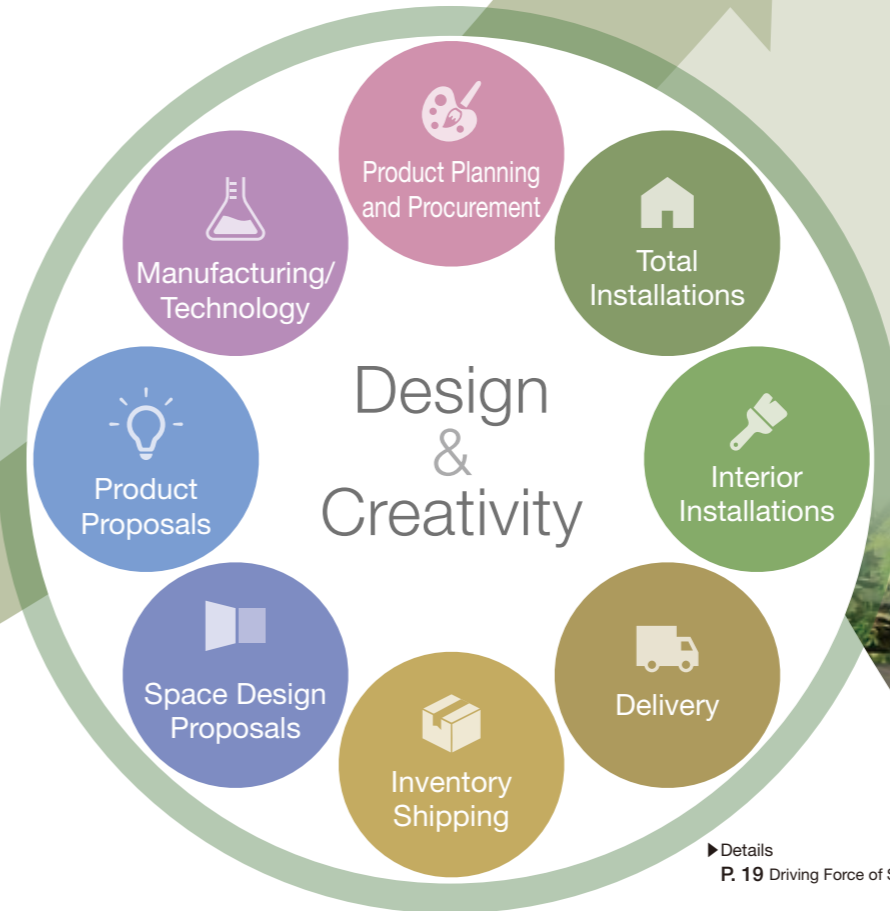 Product Planning
and Procurement
Manufacturing/
Technology
Total
Installations
Design
&
Creativity
Product
Proposals
Interior
Installations
Space Design
Proposals
Delivery
Inventory
Shipping
▶Details
P. 19 Driving Force of